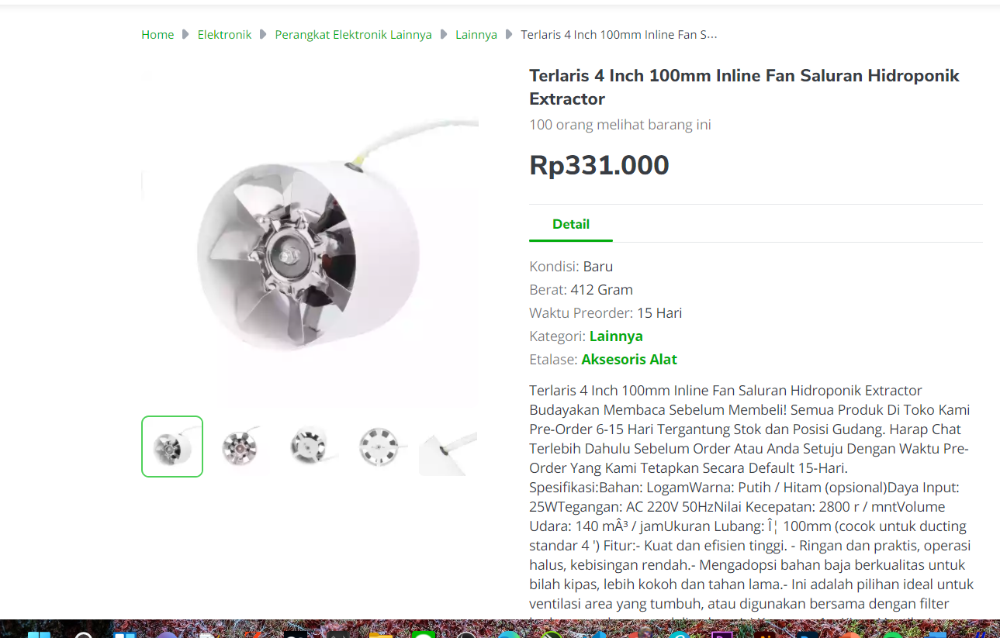 Home Elektronik Perangkat Elektronik Lainnya Lainnya Terlaris 4 Inch 100mm Inline Fan S...
Terlaris 4 Inch 100mm Inline Fan Saluran Hidroponik
Extractor
100 orang melihat barang ini
Rp331.000
Detail
Kondisi: Baru
Berat: 412 Gram
Waktu Preorder: 15 Hari
Kategori: Lainnya
Etalase: Aksesoris Alat
Terlaris 4 Inch 100mm Inline Fan Saluran Hidroponik Extractor
Budayakan Membaca Sebelum Membeli! Semua Produk Di Toko Kami
Pre-Order 6-15 Hari Tergantung Stok dan Posisi Gudang. Harap Chat
Terlebih Dahulu Sebelum Order Atau Anda Setuju Dengan Waktu Pre-
Order Yang Kami Tetapkan Secara Default 15-Hari.
Spesifikasi:Bahan: LogamWarna: Putih / Hitam (opsional)Daya Input:
25WTegangan: AC 220V 50HzNilai Kecepatan: 2800 r / mntVolume
Udara: 140 mÂ³ / jamUkuran Lubang: Î¦ 100mm (cocok untuk ducting
standar 4 ') Fitur:- Kuat dan efisien tinggi. - Ringan dan praktis, operasi
halus, kebisingan rendah.- Mengadopsi bahan baja berkualitas untuk
bilah kipas, lebih kokoh dan tahan lama.- Ini adalah pilihan ideal untuk
ventilasi area yang tumbuh, atau digunakan bersama dengan filter